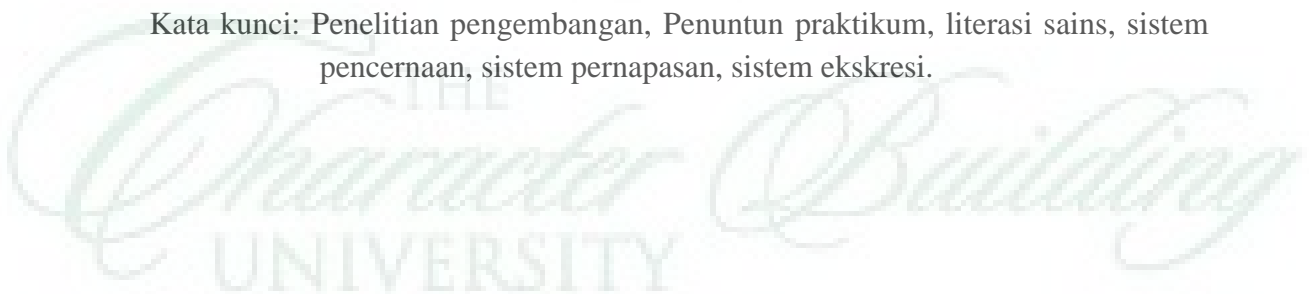 Kata kunci: Penelitian pengembangan, Penuntun praktikum, literasi sains, sistem
pencernaan, sistem pernapasan, sistem ekskresi.
THE
Character Building
UNIVERSITY